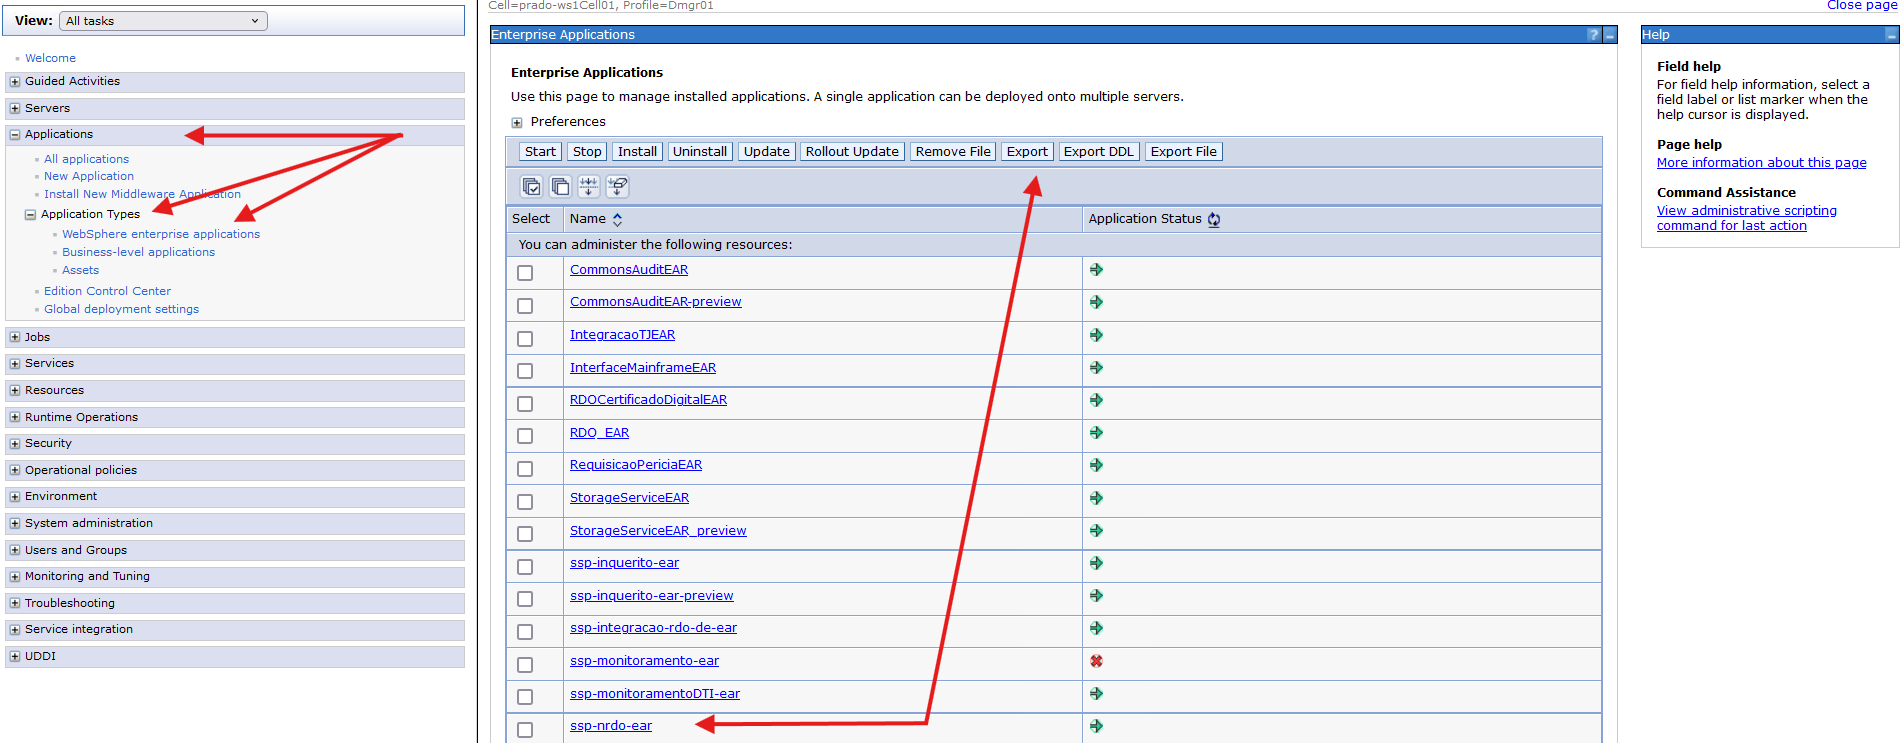 View: All tasks
Welcome
Guided Activities
Servers
Applications
All applications
New Application
Install New Middleware Application
Application Types
WebSphere enterprise applications
Business-level applications
Assets
Edition Control Center
Global deployment settings
Jobs
Services
Resources
Runtime Operations
Security
Operational policies
Environment
System administration
Users and Groups
Monitoring and Tuning
Troubleshooting
Service integration
UDDI
Cell=prado-ws1Cell01, Profile=Dmgr01
Close page
Enterprise Applications
?
Enterprise Applications
Use this page to manage installed applications. A single application can be deployed onto multiple servers.
Preferences
Start Stop Install Uninstall Update Rollout Update Remove File Export Export DDL Export File
Select Name Application Status
You can administer the following resources:
CommonsAuditEAR
CommonsAuditEAR-preview
IntegracaoTJEAR
InterfaceMainframeEAR
RDOCertificadoDigitalEAR
RDO_EAR
RequisicaoPericiaEAR
StorageServiceEAR
StorageServiceEAR_preview
ssp-inquerito-ear
ssp-inquerito-ear-preview
ssp-integracao-rdo-de-ear
ssp-monitoramento-ear
ssp-monitoramentoDTI-ear
ssp-nrdo-ear
Help
Field help
For field help information, select a
field label or list marker when the
help cursor is displayed.
Page help
More information about this page
Command Assistance
View administrative scripting
command for last action